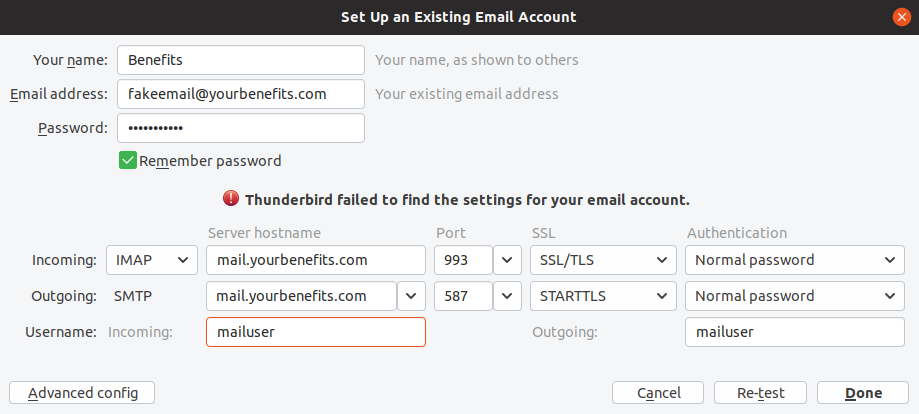 Set Up an Existing Email Account
Your name: Benefits Your name, as shown to others
Email address: fakeemail@yourbenefits.com Your existing email address
Password: •••••••••••
Remember password
Thunderbird failed to find the settings for your email account.
Server hostname Port SSL Authentication
Incoming: IMAP mail.yourbenefits.com 993 SSL/TLS Normal password
Outgoing: SMTP mail.yourbenefits.com 587 STARTTLS Normal password
Username: Incoming: mailuser Outgoing: mailuser
Advanced config Cancel Re-test Done